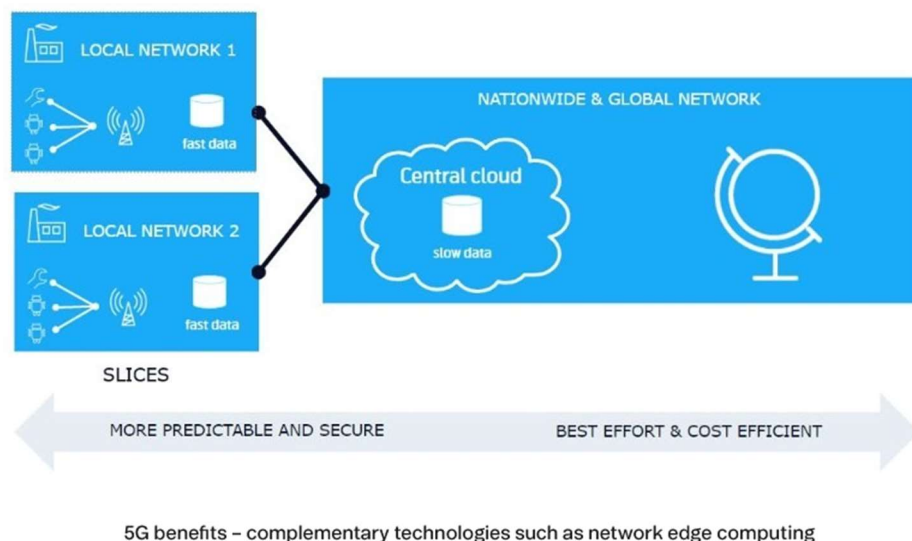 LOCAL NETWORK 1
fast data
LOCAL NETWORK 2
fast data
NATIONWIDE & GLOBAL NETWORK
Central cloud
slow data
SLICES
MORE PREDICTABLE AND SECURE
BEST EFFORT & COST EFFICIENT
5G benefits – complementary technologies such as network edge computing